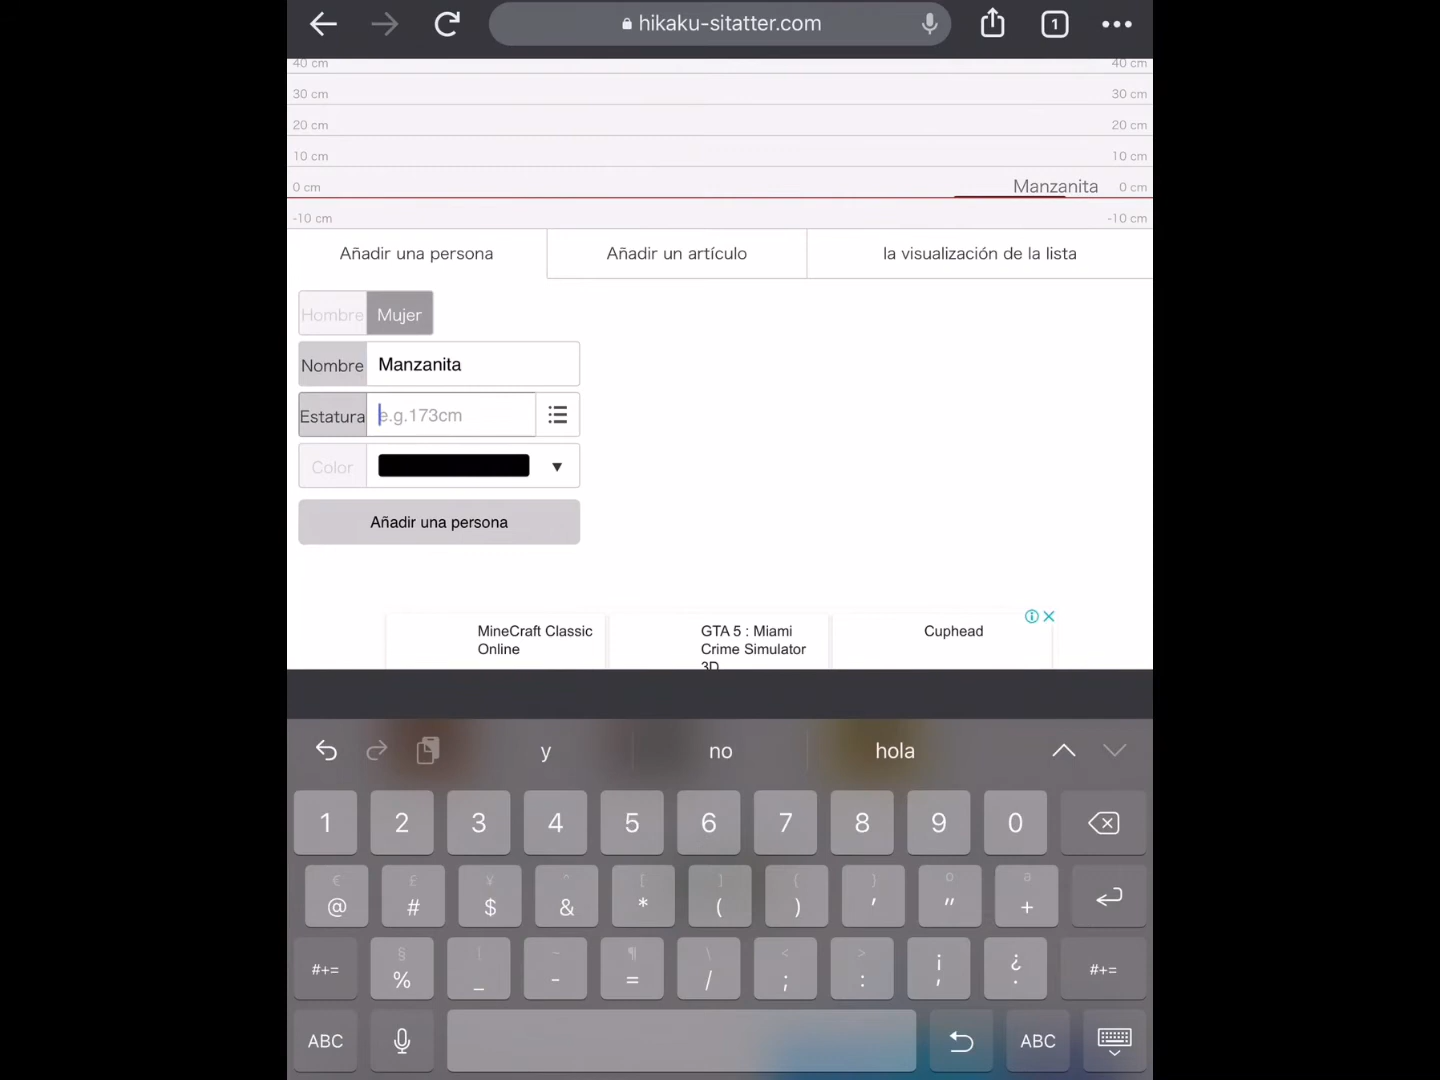 hikaku-sitatter.com
1
40 cm 40 cm
30 cm 30 cm
20 cm 20 cm
10 cm 10 cm
Manzanita
0 cm 0 cm
-10 cm -10 cm
Añadir una persona Añadir un artículo la visualización de la lista
Hombre Mujer
Nombre Manzanita
Estatura e.g.173cm
Color
Añadir una persona
MineCraft Classic
Online
GTA 5 : Miami
Crime Simulator
3D
Cuphead
y no hola
1 2 3 4 5 6 7 8 9 0
€ £ ¥ ^ [ ] { } º ª
@ # $ & * ( ) ' " +
§ | ~ ¶ \ < > ¡ ¿
#+= % _ - = / ; : , . #+=
ABC ABC